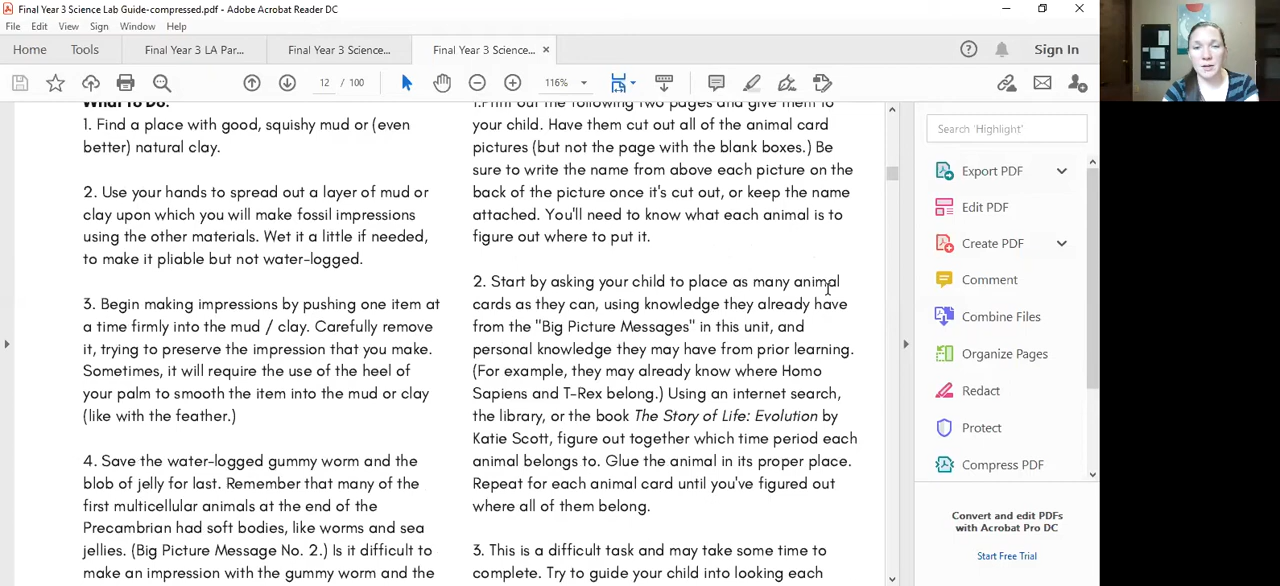 Final Year 3 Science Lab Guide-compressed.pdf - Adobe Acrobat Reader DC
File Edit View Sign Window Help
Home Tools Final Year 3 LA Par... Final Year 3 Science... Final Year 3 Science... Sign In
12 / 100 116%
What To Do:
1. Find a place with good, squishy mud or (even
better) natural clay.
2. Use your hands to spread out a layer of mud or
clay upon which you will make fossil impressions
using the other materials. Wet it a little if needed,
to make it pliable but not water-logged.
3. Begin making impressions by pushing one item at
a time firmly into the mud / clay. Carefully remove
it, trying to preserve the impression that you make.
Sometimes, it will require the use of the heel of
your palm to smooth the item into the mud or clay
(like with the feather.)
4. Save the water-logged gummy worm and the
blob of jelly for last. Remember that many of the
first multicellular animals at the end of the
Precambrian had soft bodies, like worms and sea
jellies. (Big Picture Message No. 2.) Is it difficult to
make an impression with the gummy worm and the
1.Print out the following two pages and give them to
your child. Have them cut out all of the animal card
pictures (but not the page with the blank boxes.) Be
sure to write the name from above each picture on the
back of the picture once it's cut out, or keep the name
attached. You'll need to know what each animal is to
figure out where to put it.
2. Start by asking your child to place as many animal
cards as they can, using knowledge they already have
from the "Big Picture Messages" in this unit, and
personal knowledge they may have from prior learning.
(For example, they may already know where Homo
Sapiens and T-Rex belong.) Using an internet search,
the library, or the book The Story of Life: Evolution by
Katie Scott, figure out together which time period each
animal belongs to. Glue the animal in its proper place.
Repeat for each animal card until you've figured out
where all of them belong.
3. This is a difficult task and may take some time to
complete. Try to guide your child into looking each
Search 'Highlight'
Export PDF
Edit PDF
Create PDF
Comment
Combine Files
Organize Pages
Redact
Protect
Compress PDF
Convert and edit PDFs
with Acrobat Pro DC
Start Free Trial